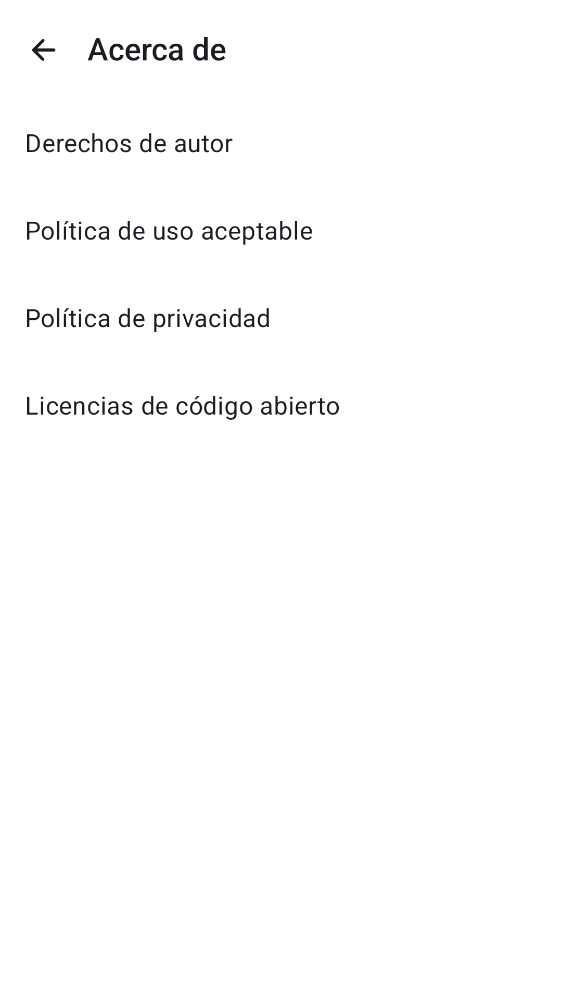 Acerca de
Derechos de autor
Política de uso aceptable
Política de privacidad
Licencias de código abierto